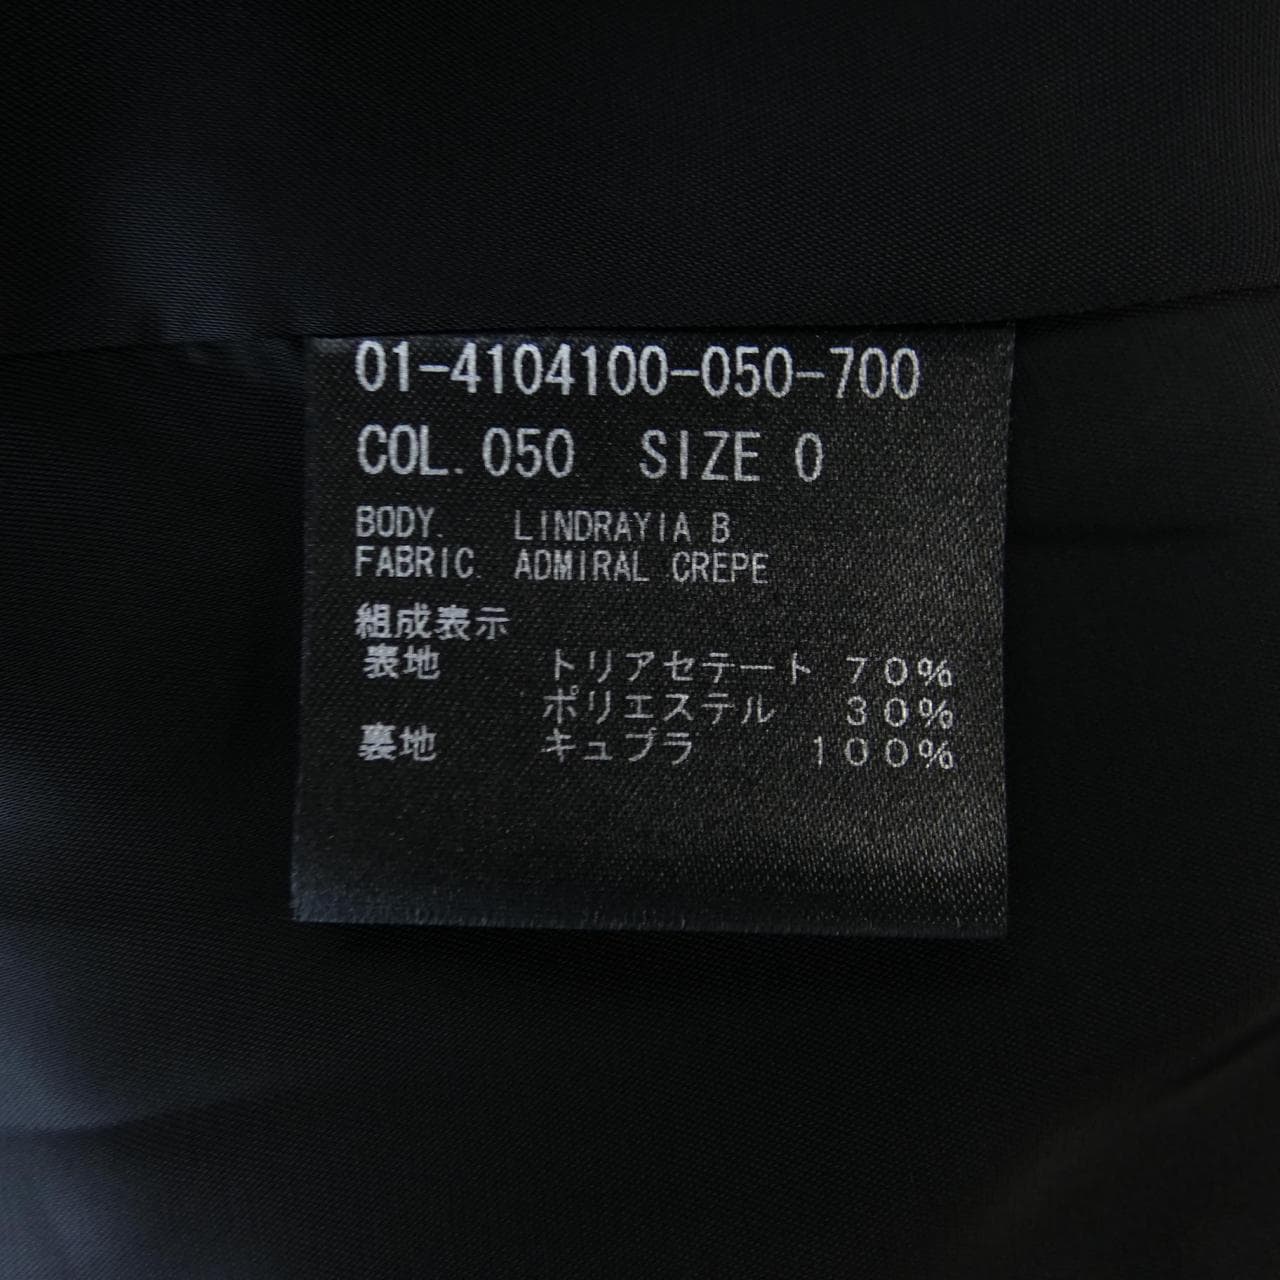 01-4104100-050-700
COL. 050 SIZE 0
BODY. LINDRAYIA B
FABRIC. ADMIRAL CREPE
組成表示
表地 トリアセテート 70%
ポリエステル 30%
裏地 キュプラ 100%